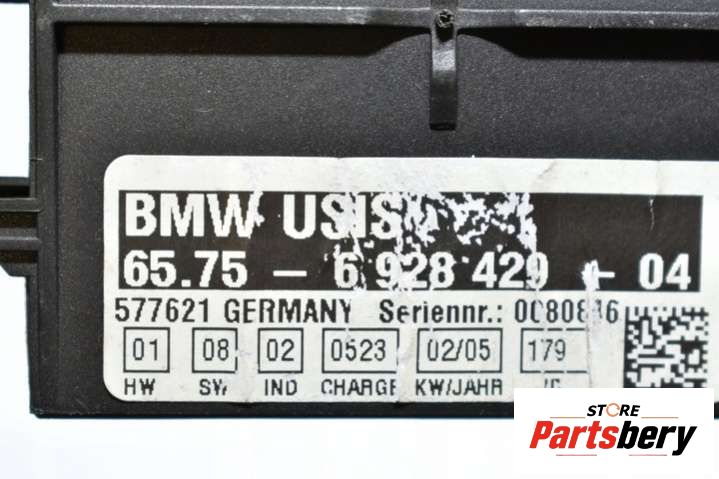 BMW USIS
65.75 - 6 928 429 - 04
577621 GERMANY Seriennr.: 0080846
01 08 02 0523 02/05 179
HW SW IND CHARGE KW/JAHR
STORE
Partsbery